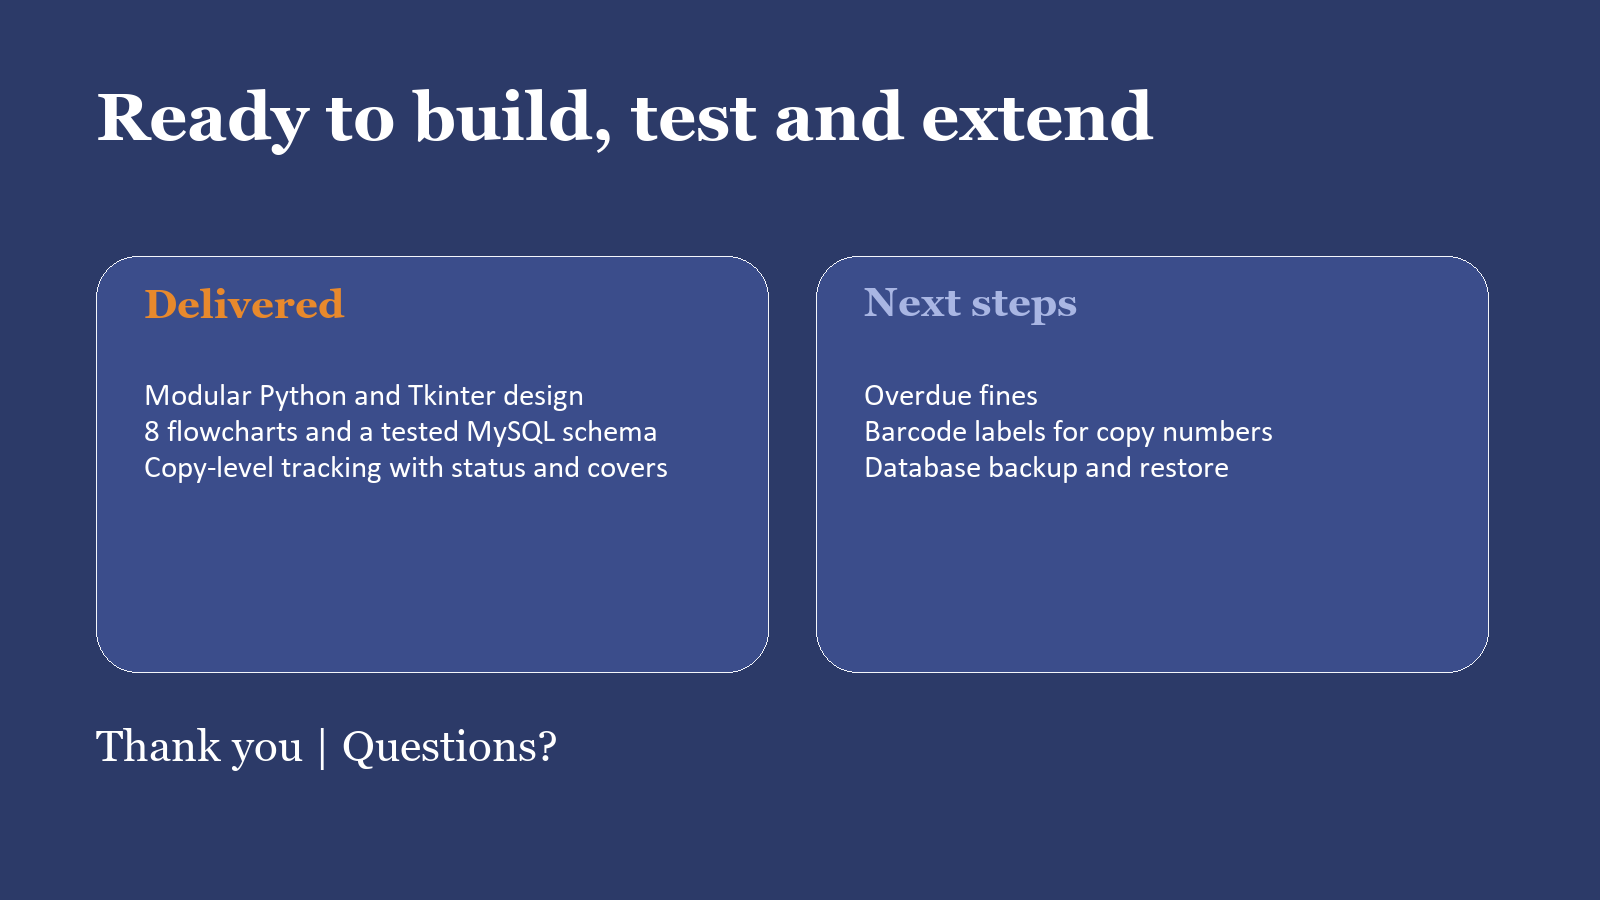 Ready to build, test and extend
Delivered
Modular Python and Tkinter design
8 flowcharts and a tested MySQL schema
Copy-level tracking with status and covers
Next steps
Overdue fines
Barcode labels for copy numbers
Database backup and restore
Thank you | Questions?